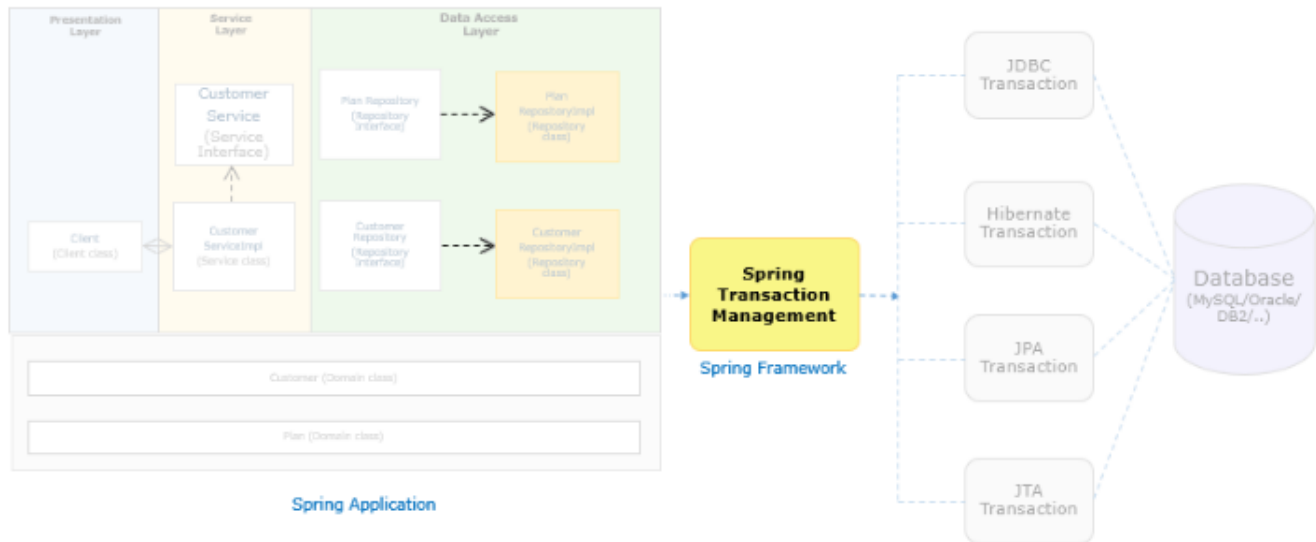 Presentation
Layer
Service
Layer
Data Access
Layer
Customer
Service
(Service
Interface)
Plan Repository
(Repository
Interface)
Plan
RepositoryImpl
(Repository
class)
Client
(Client class)
Customer
ServiceImpl
(Service class)
Customer
Repository
(Repository
Interface)
Customer
RepositoryImpl
(Repository
class)
Customer (Domain class)
Plan (Domain class)
Spring Application
Spring
Transaction
Management
Spring Framework
JDBC
Transaction
Hibernate
Transaction
JPA
Transaction
JTA
Transaction
Database
(MySQL/Oracle/
DB2/..)